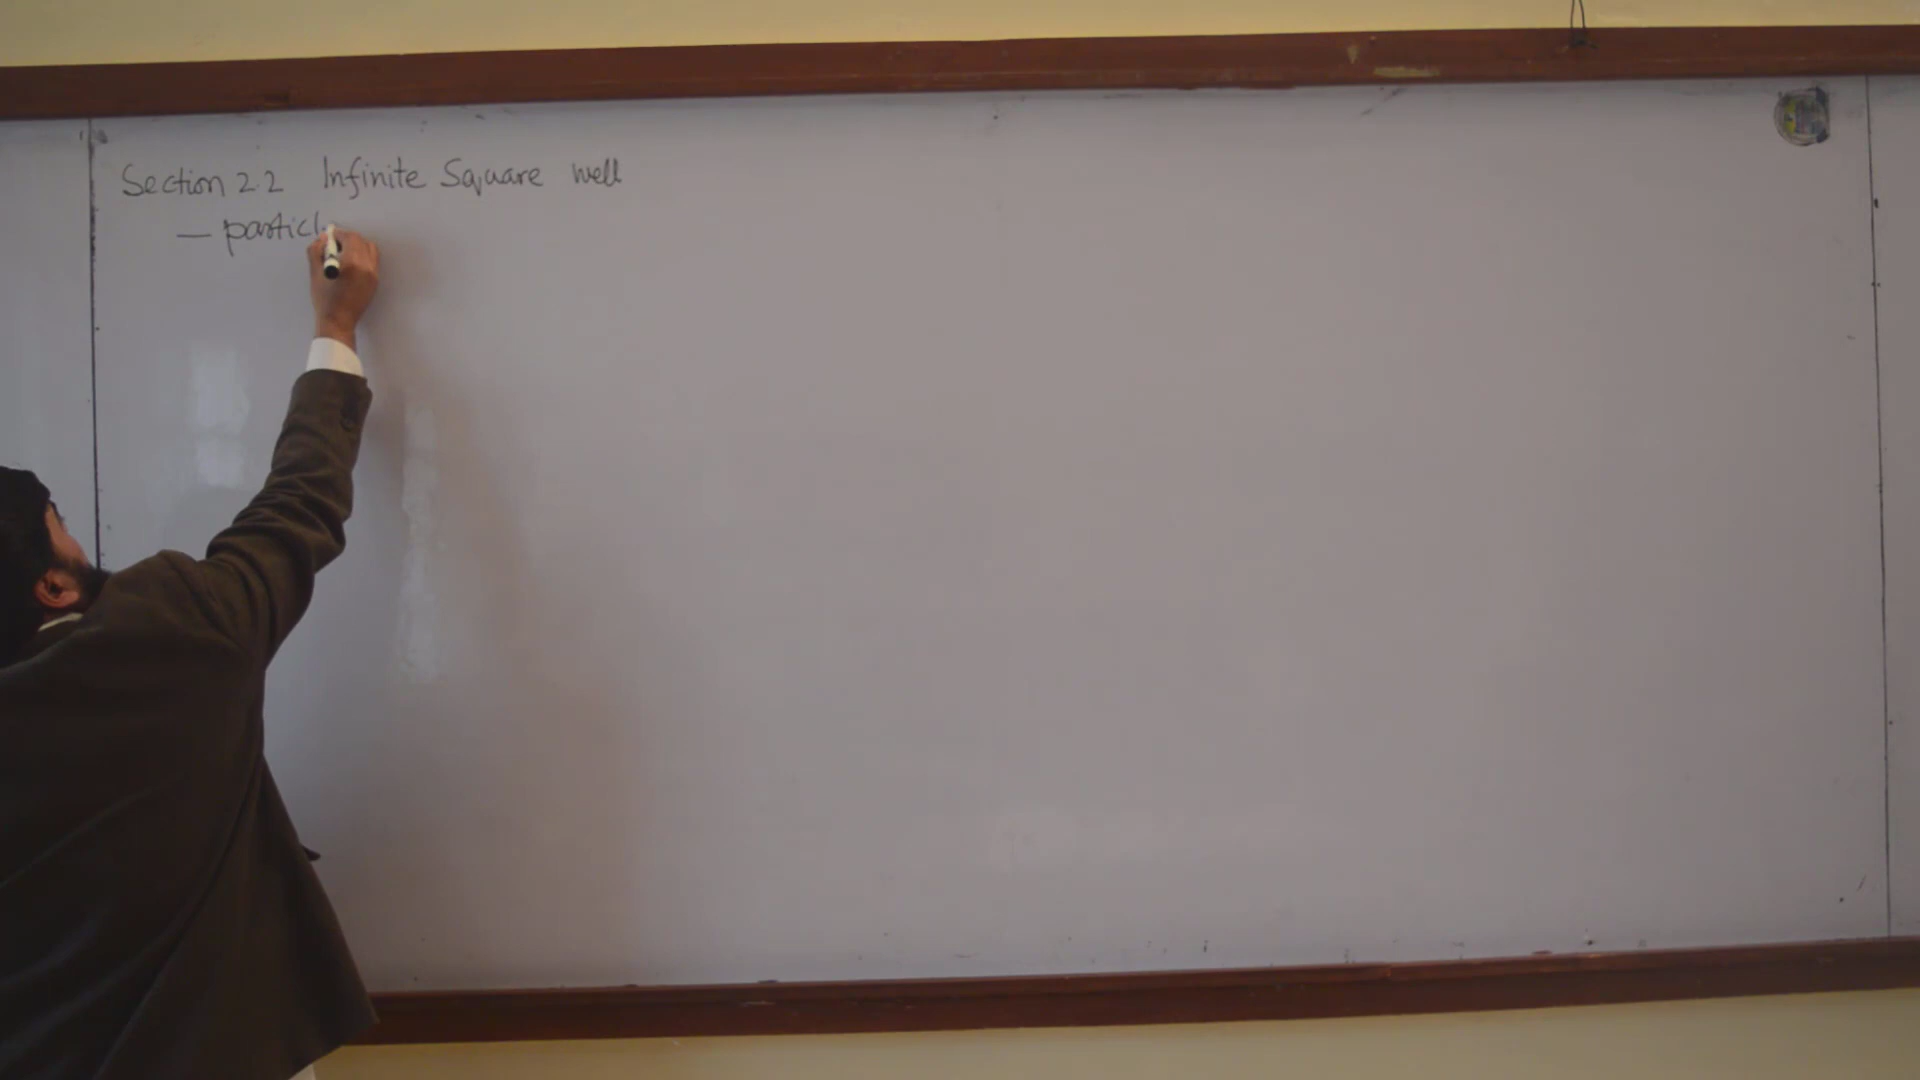 Section 2.2 Infinite Square well
— particl